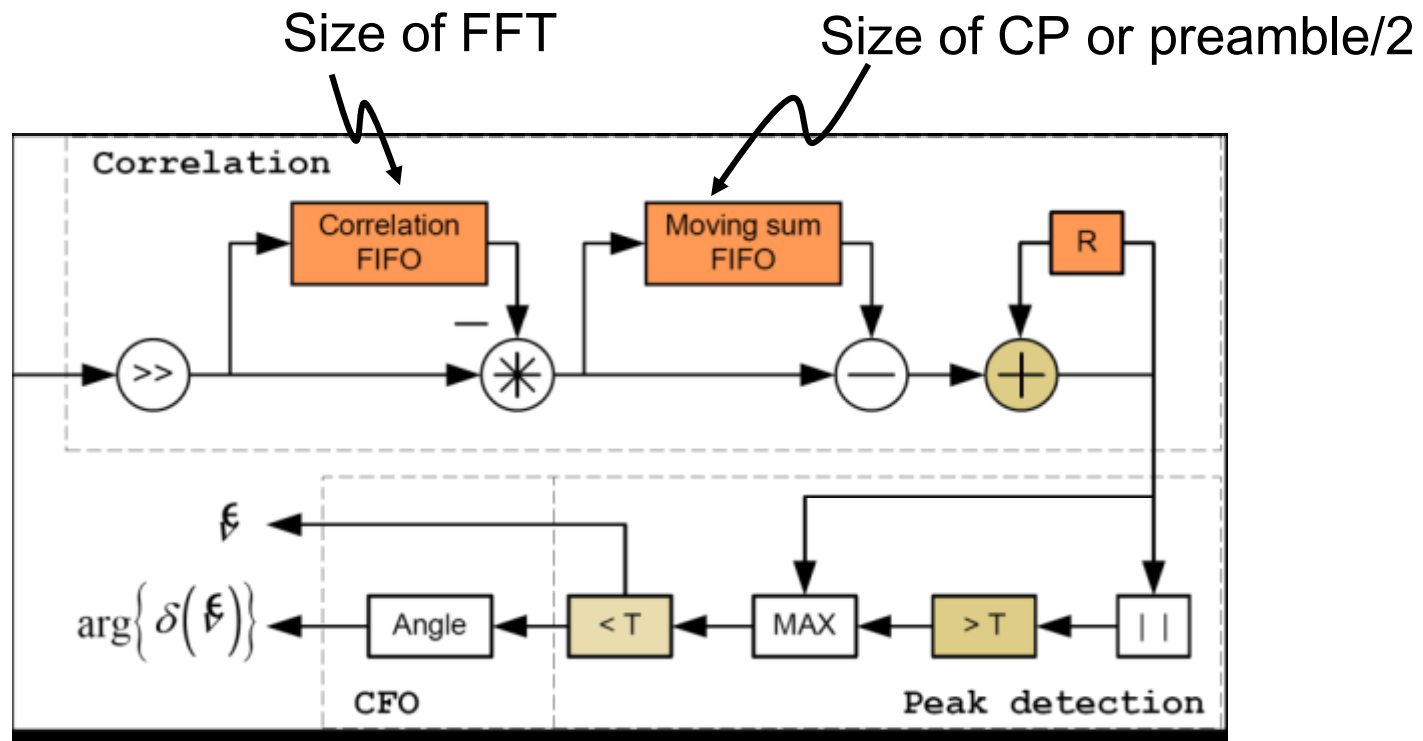 Size of FFT
Size of CP or preamble/2
Correlation
Correlation
FIFO
Moving sum
FIFO
R
>>
—
arg{ δ( ) }
Angle
< T
MAX
> T
| |
CFO
Peak detection